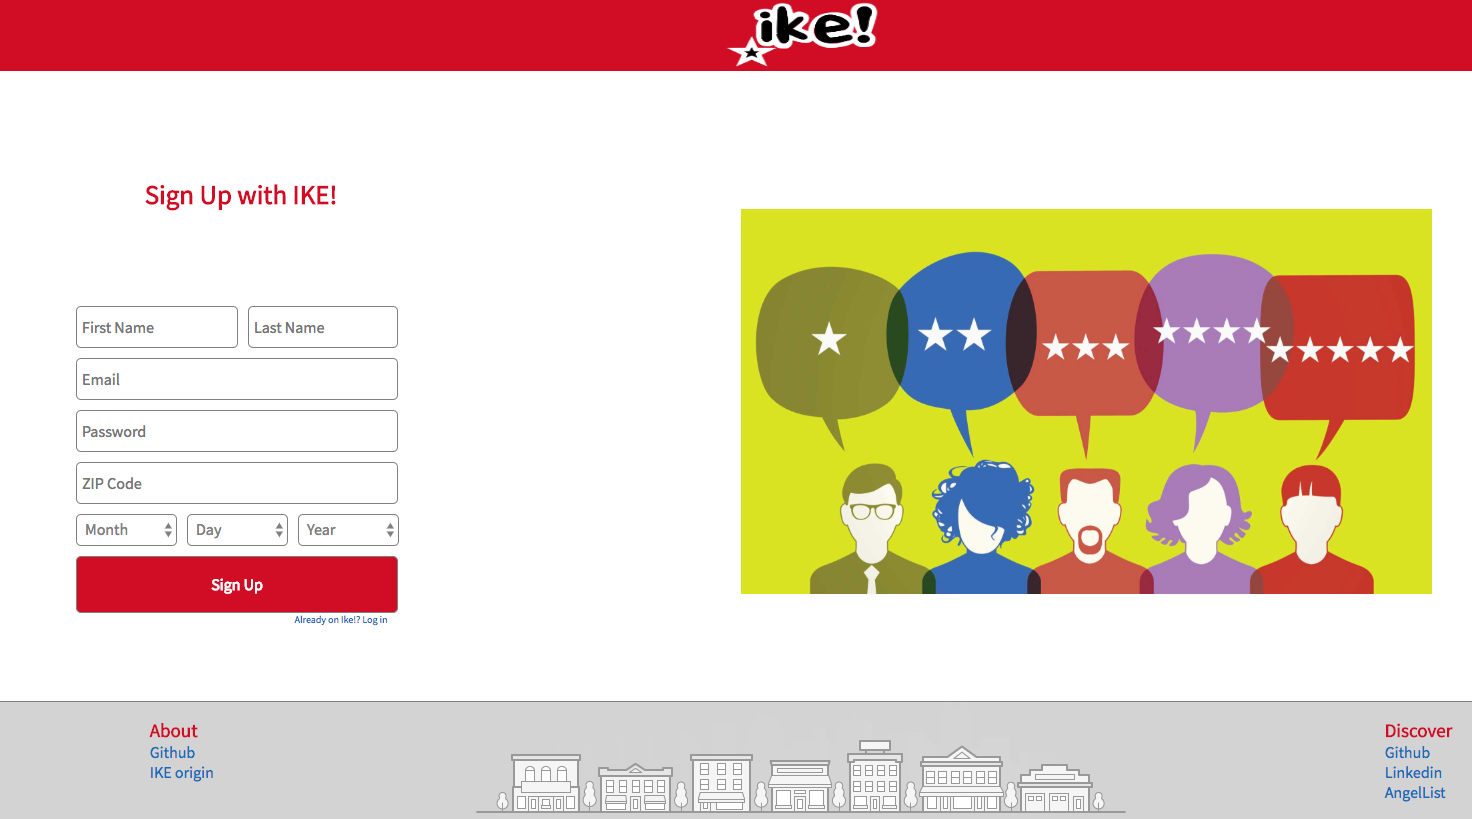 ike!
Sign Up with IKE!
First Name Last Name
Email
Password
ZIP Code
Month Day Year
Sign Up
Already on Ike!? Log in
About
Github
IKE origin
Discover
Github
Linkedin
AngelList